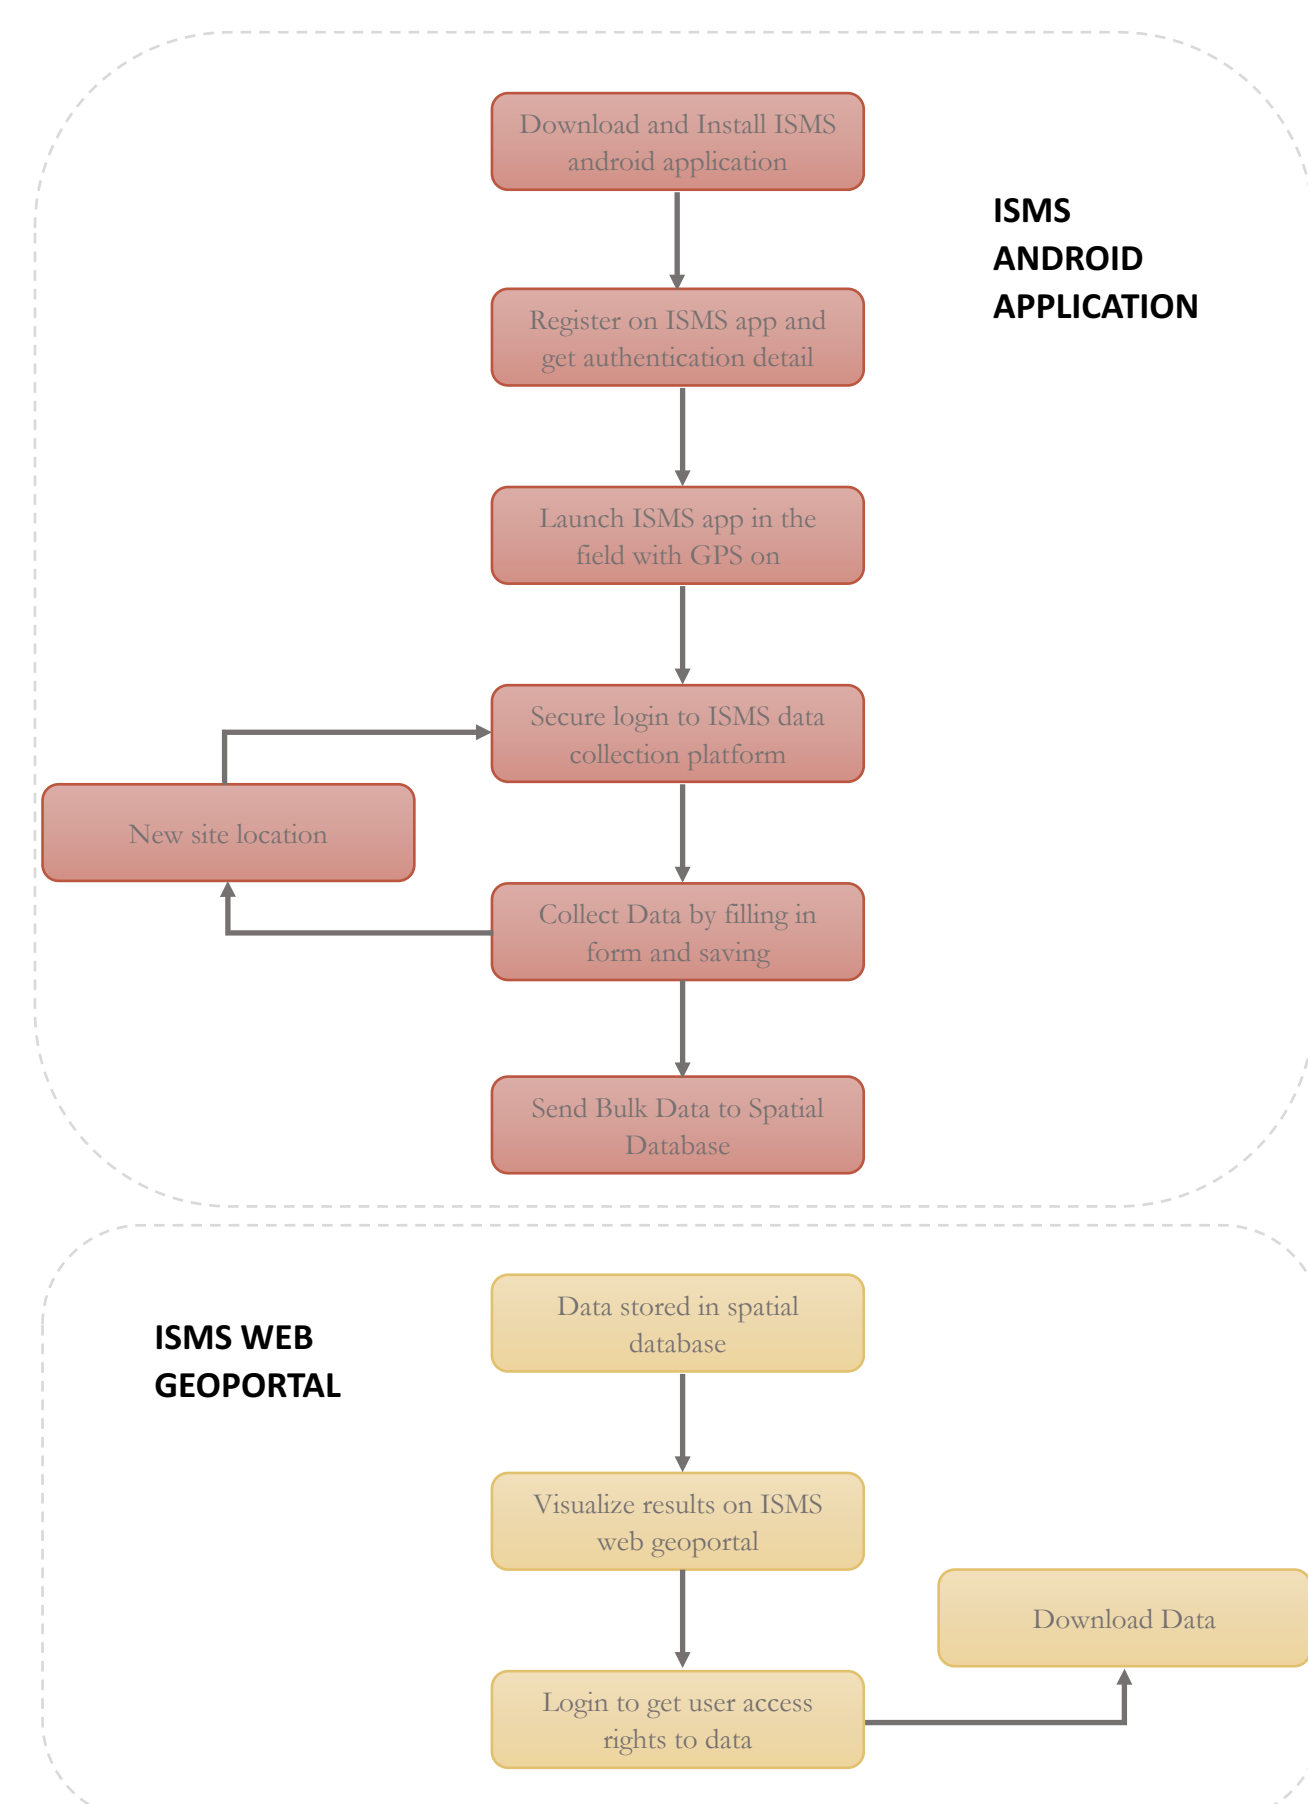 Download and Install ISMS
android application
ISMS
ANDROID
APPLICATION
Register on ISMS app and
get authentication detail
Launch ISMS app in the
field with GPS on
Secure login to ISMS data
collection platform
New site location
Collect Data by filling in
form and saving
Send Bulk Data to Spatial
Database
Data stored in spatial
database
ISMS WEB
GEOPORTAL
Visualize results on ISMS
web geoportal
Download Data
Login to get user access
rights to data